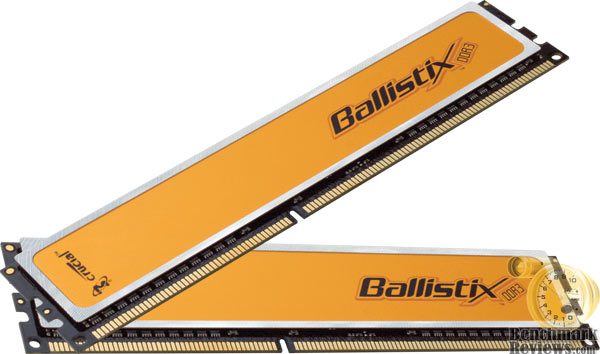 Ballistix DDR3
crucial
Ballistix DDR3
Benchmark
Reviews.com